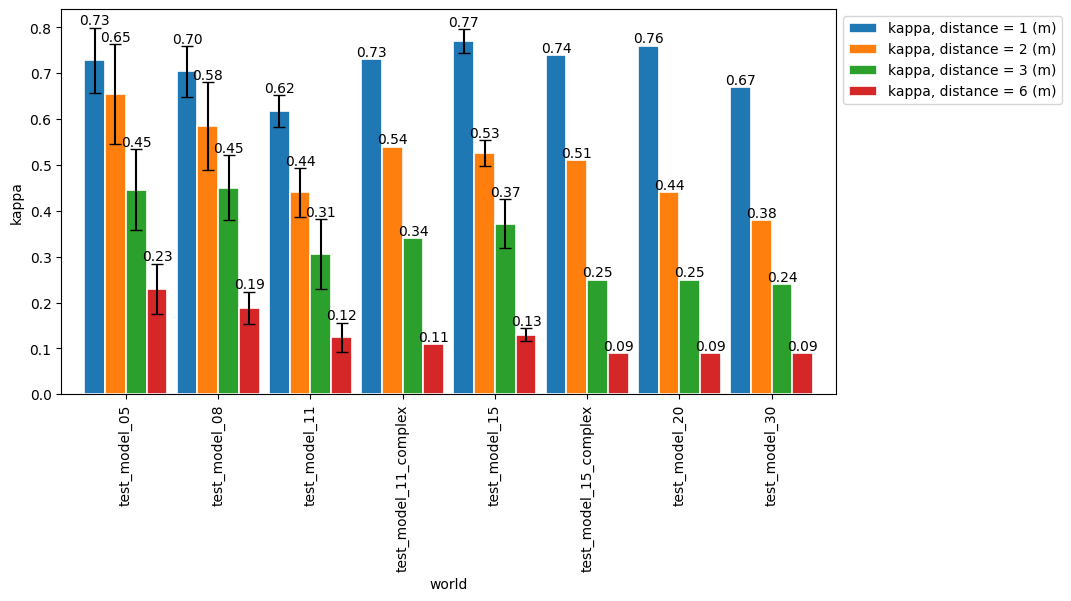 kappa, distance = 1 (m)
kappa, distance = 2 (m)
kappa, distance = 3 (m)
kappa, distance = 6 (m)
kappa
0.8
0.7
0.6
0.5
0.4
0.3
0.2
0.1
0.0
0.73
0.65
0.45
0.23
0.70
0.58
0.45
0.19
0.62
0.44
0.31
0.12
0.73
0.54
0.34
0.11
0.77
0.53
0.37
0.13
0.74
0.51
0.25
0.09
0.76
0.44
0.25
0.09
0.67
0.38
0.24
0.09
test_model_05
test_model_08
test_model_11
test_model_11_complex
test_model_15
test_model_15_complex
test_model_20
test_model_30
world